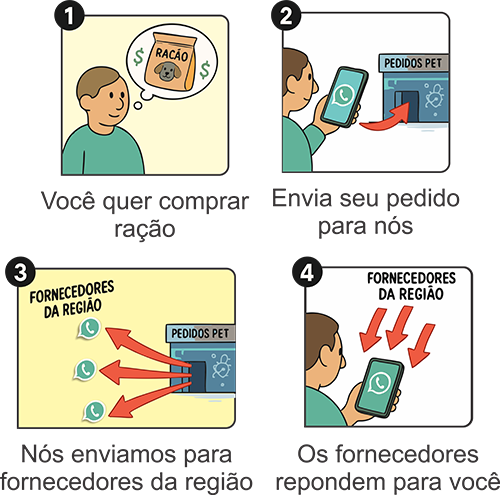 1
$ RAÇÃO $
Você quer comprar
ração
2
PEDIDOS PET
Envia seu pedido
para nós
3
FORNECEDORES
DA REGIÃO
PEDIDOS PET
Nós enviamos para
fornecedores da região
4
FORNECEDORES
DA REGIÃO
Os fornecedores
repondem para você